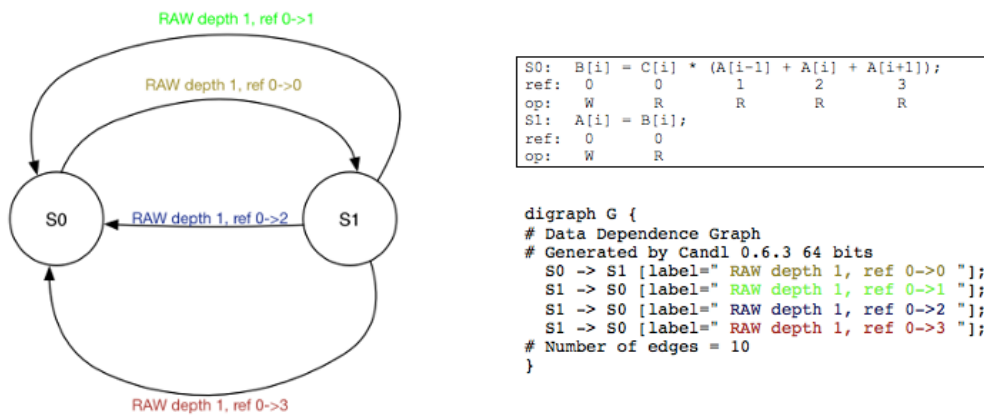 RAW depth 1, ref 0->1
RAW depth 1, ref 0->0
S0
RAW depth 1, ref 0->2
S1
RAW depth 1, ref 0->3
S0: B[i] = C[i] * (A[i-1] + A[i] + A[i+1]);
ref: 0 0 1 2 3
op: W R R R R
S1: A[i] = B[i];
ref: 0 0
op: W R
digraph G {
# Data Dependence Graph
# Generated by Candl 0.6.3 64 bits
S0 -> S1 [label=" RAW depth 1, ref 0->0 "];
S1 -> S0 [label=" RAW depth 1, ref 0->1 "];
S1 -> S0 [label=" RAW depth 1, ref 0->2 "];
S1 -> S0 [label=" RAW depth 1, ref 0->3 "];
# Number of edges = 10
}